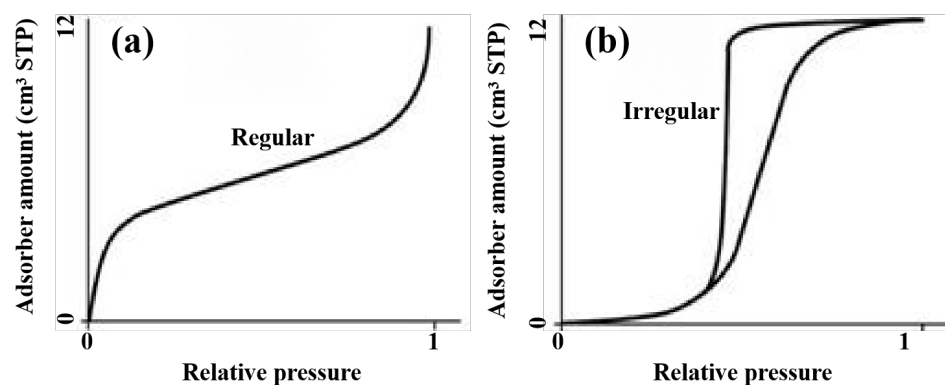 (a)
Adsorber amount (cm³ STP)
12
Regular
0
0
1
Relative pressure
(b)
Adsorber amount (cm³ STP)
12
Irregular
0
0
1
Relative pressure